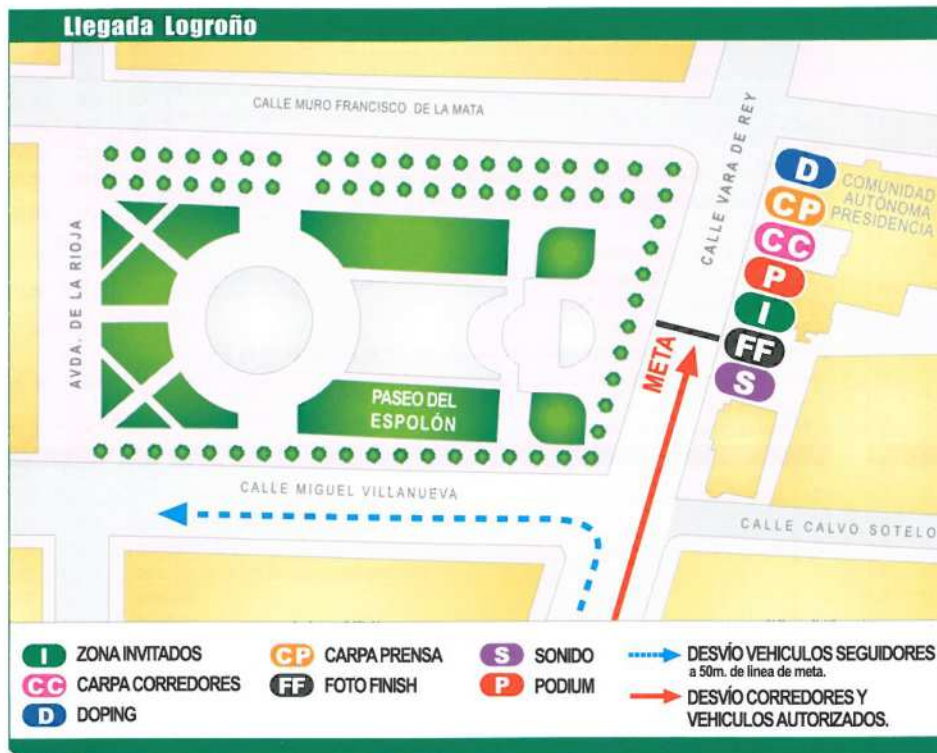 Llegada Logroño
CALLE MURO FRANCISCO DE LA MATA
CALLE VARA DE REY
AVDA. DE LA RIOJA
D
COMUNIDAD
AUTÓNOMA
PRESIDENCIA
CP
CC
P
I
FF
S
META
PASEO DEL
ESPOLÓN
CALLE MIGUEL VILLANUEVA
CALLE CALVO SOTELO
I ZONA INVITADOS
CC CARPA CORREDORES
D DOPING
CP CARPA PRENSA
FF FOTO FINISH
S SONIDO
P PODIUM
DESVÍO VEHICULOS SEGUIDORES
a 50m. de linea de meta.
DESVÍO CORREDORES Y
VEHICULOS AUTORIZADOS.